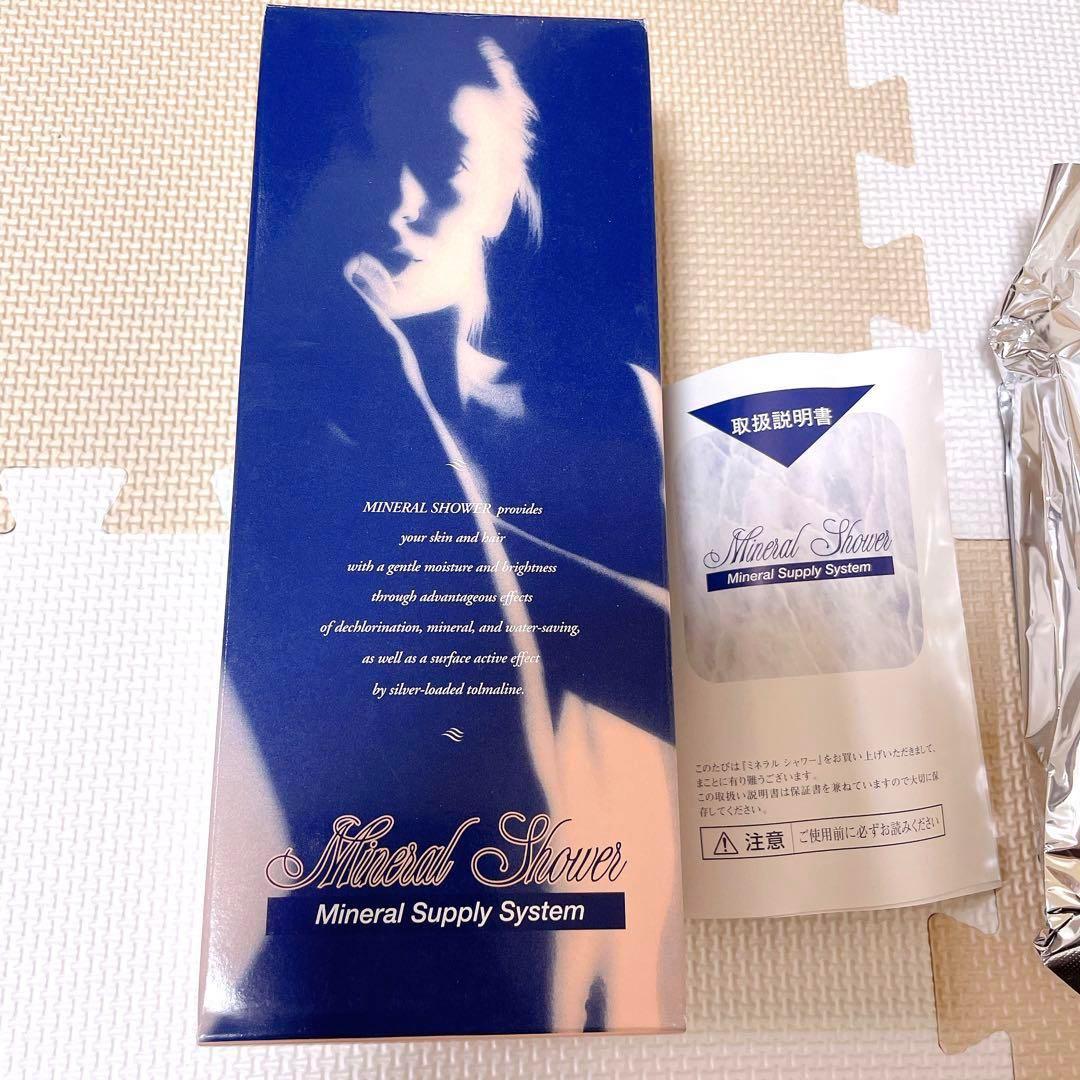 MINERAL SHOWER provides
your skin and hair
with a gentle moisture and brightness
through advantageous effects
of dechlorination, mineral, and water-saving,
as well as a surface active effect
by silver-loaded tolmaline.
Mineral Shower
Mineral Supply System
取扱説明書
Mineral Shower
Mineral Supply System
このたびは『ミネラル シャワー』をお買い上げいただきまして、
まことに有り難うございます。
この取扱い説明書は保証書を兼ねていますので大切に保
存してください。
注意 ご使用前に必ずお読みください